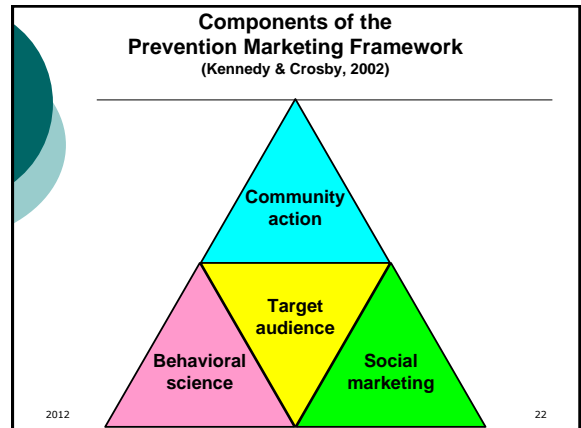 Components of the
Prevention Marketing Framework
(Kennedy & Crosby, 2002)
Community
action
Target
audience
Behavioral
science
Social
marketing
2012
22